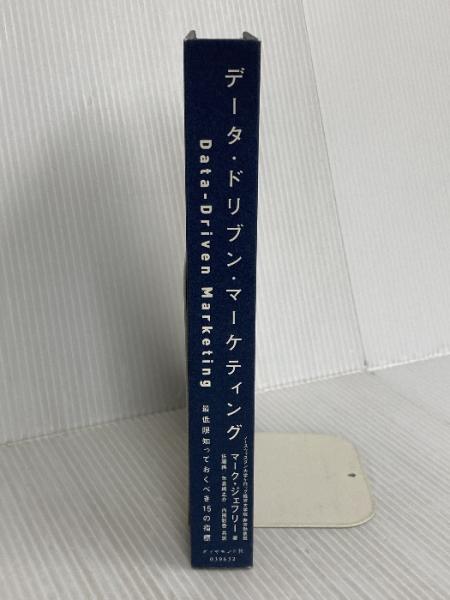 データ・ドリブン・マーケティング
Data-Driven Marketing
最低限知っておくべき15の指標
マーク・ジェフリー 著
ダイヤモンド社
039632